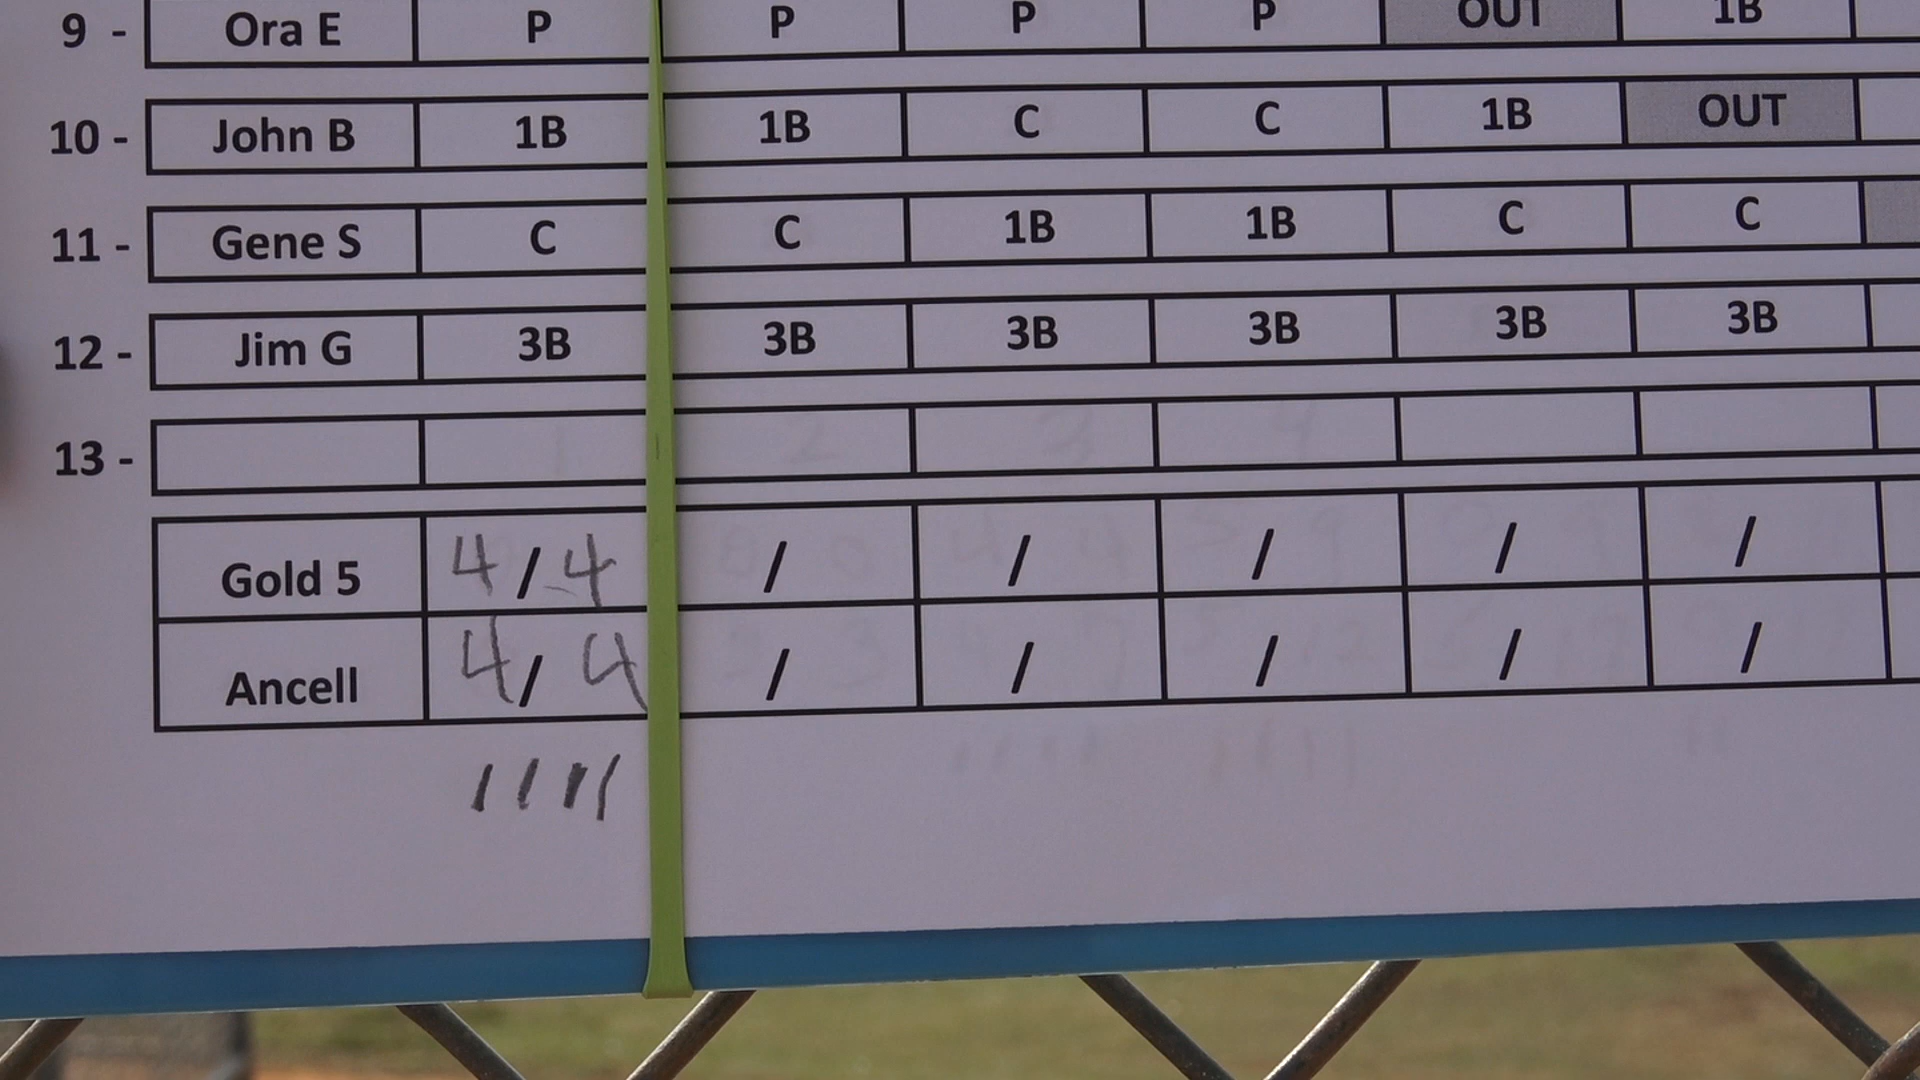 9 - Ora E P P P P OUT 1B
10 - John B 1B 1B C C 1B OUT
11 - Gene S C C 1B 1B C C
12 - Jim G 3B 3B 3B 3B 3B 3B
13 -
Gold 5 4/4 / / / / /
Ancell 4/4 / / / / /
////